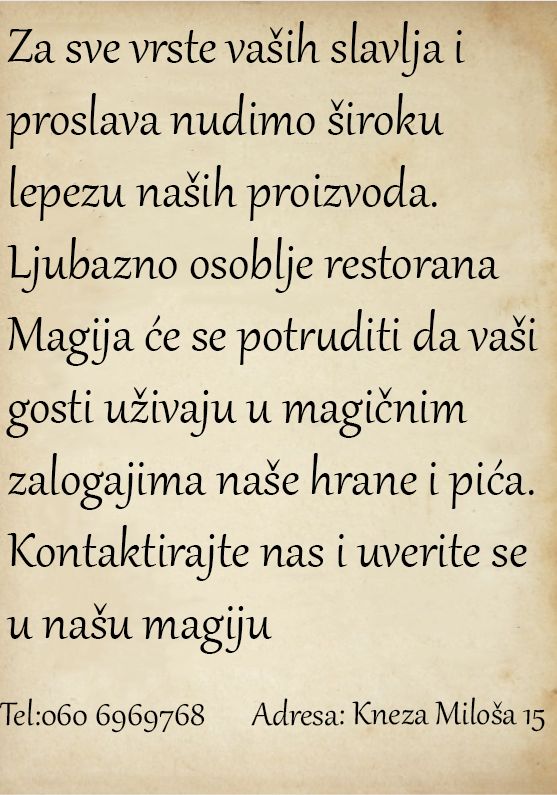 Za sve vrste vaših slavlja i
proslava nudimo široku
lepezu naših proizvoda.
Ljubazno osoblje restorana
Magija će se potruditi da vaši
gosti uživaju u magičnim
zalogajima naše hrane i pića.
Kontaktirajte nas i uverite se
u našu magiju
Tel:060 6969768 Adresa: Kneza Miloša 15